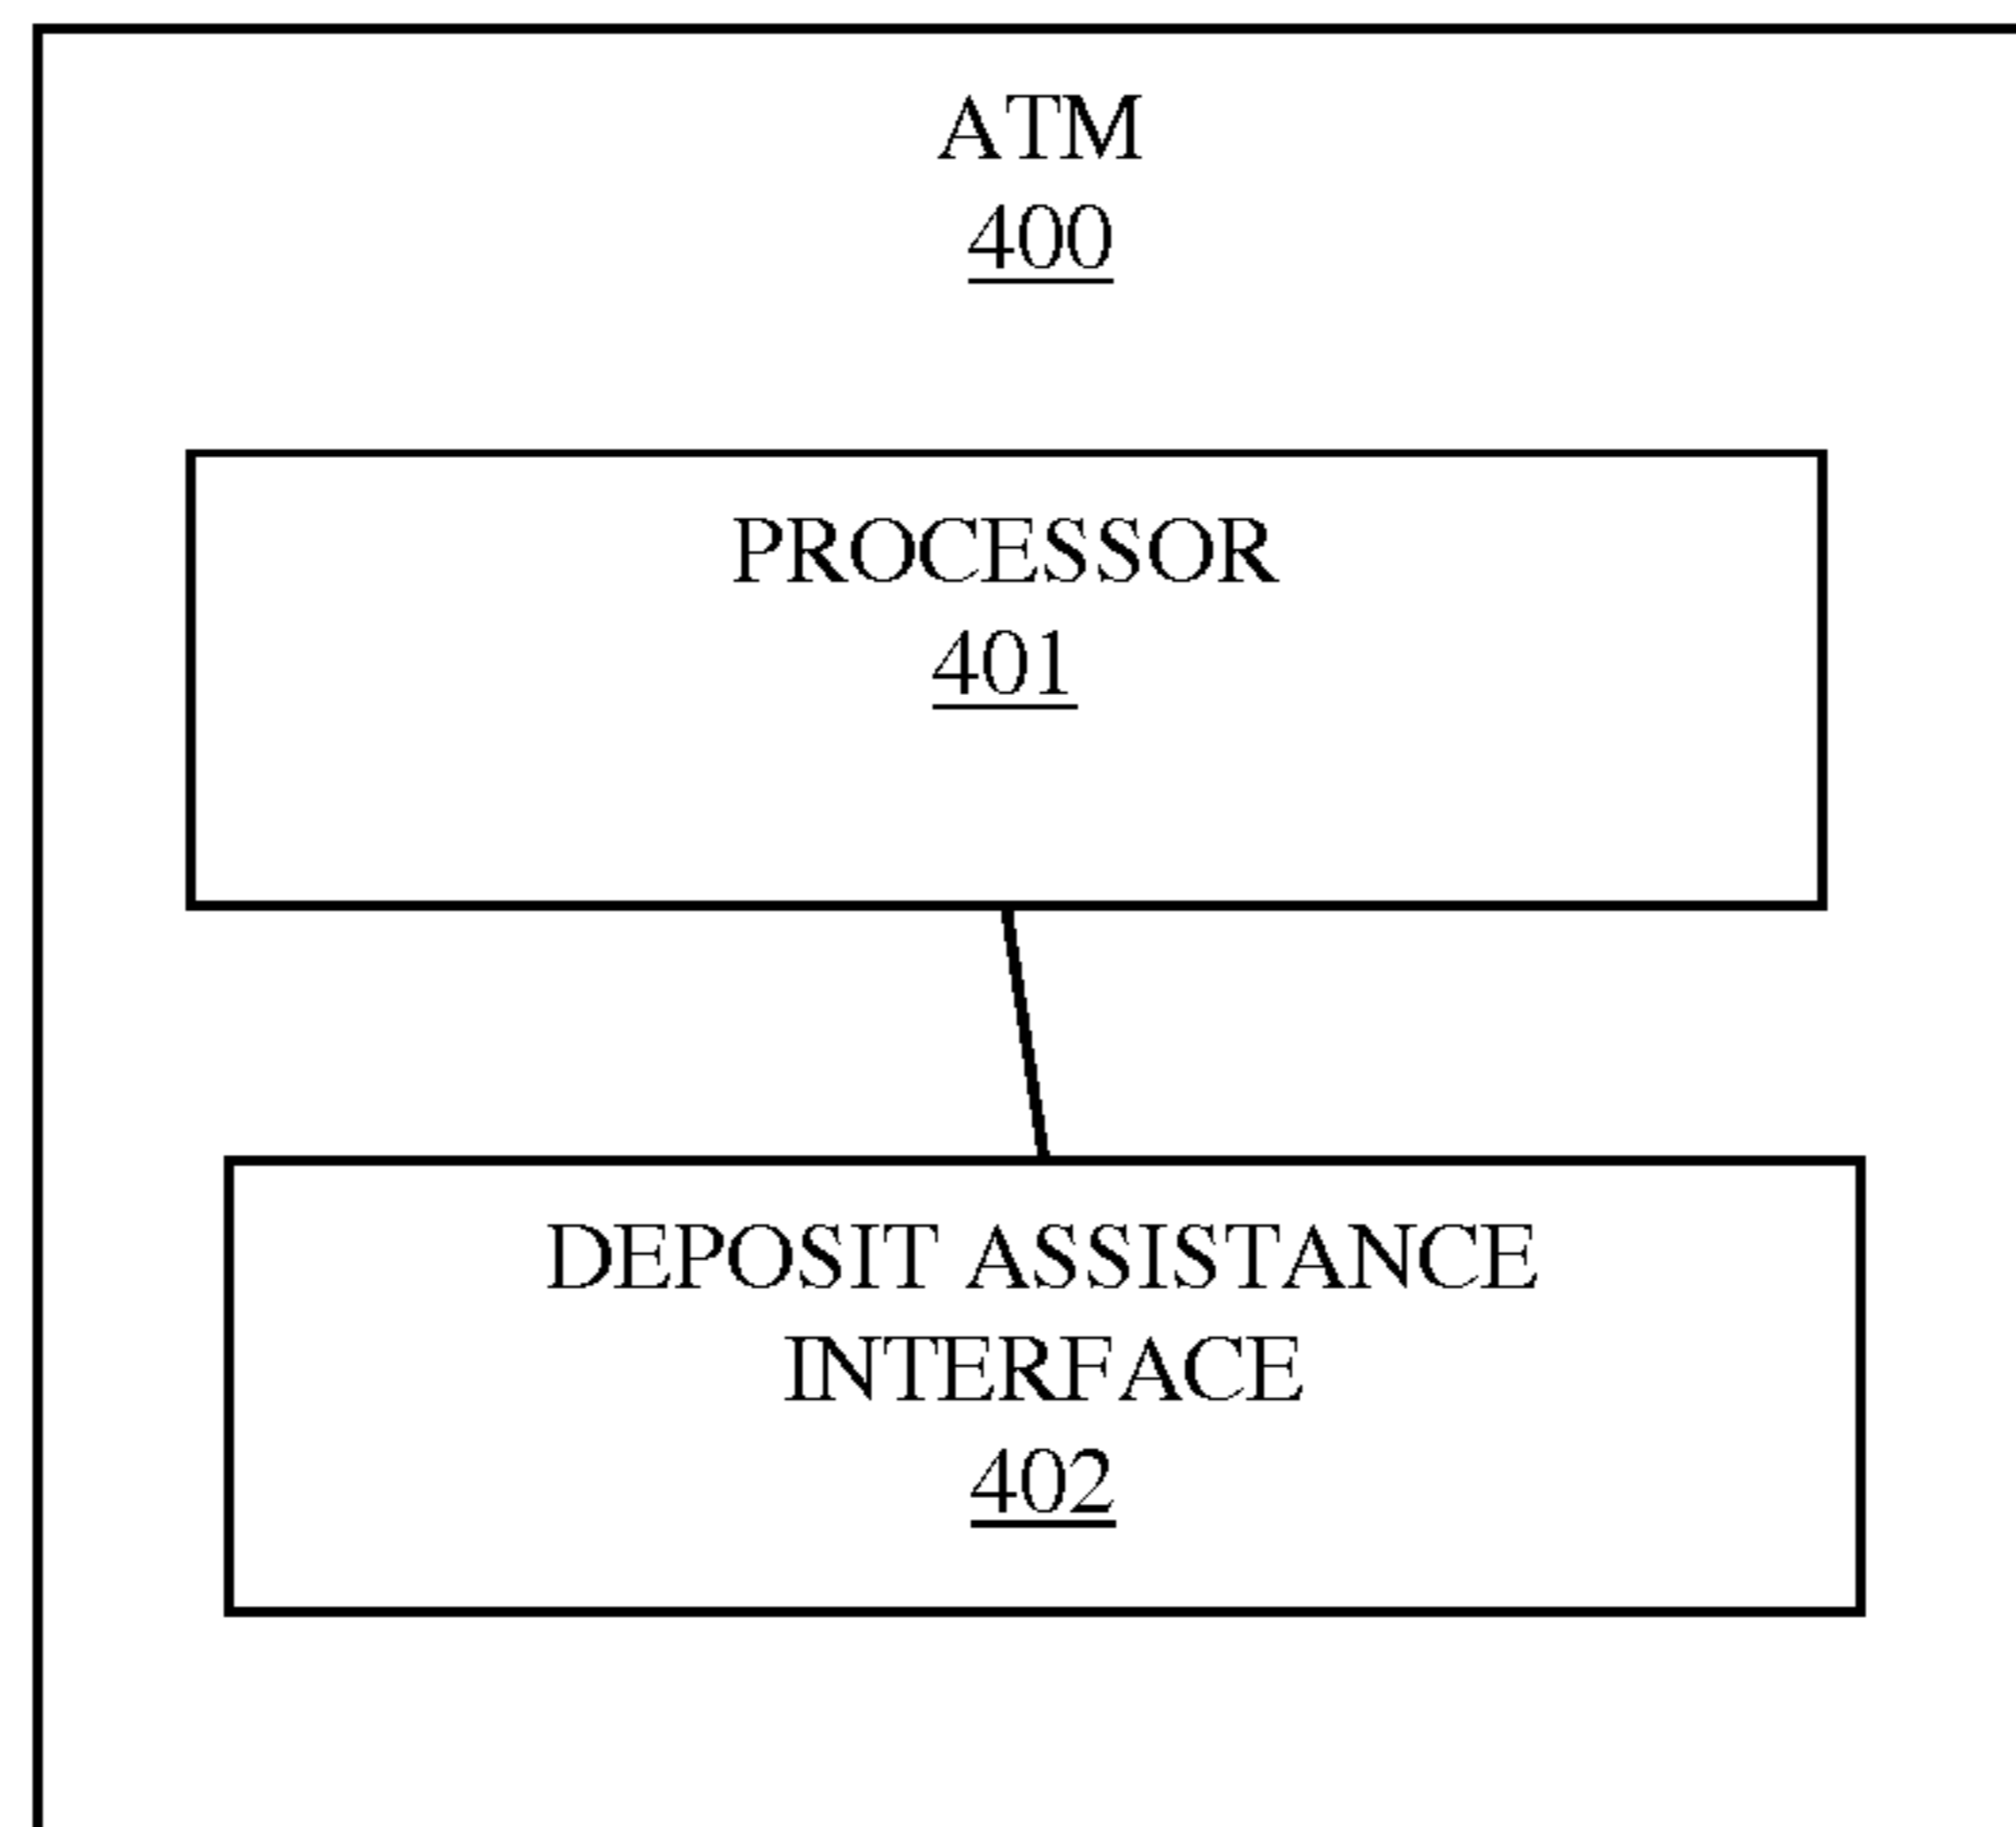 ATM
400
PROCESSOR
401
DEPOSIT ASSISTANCE
INTERFACE
402